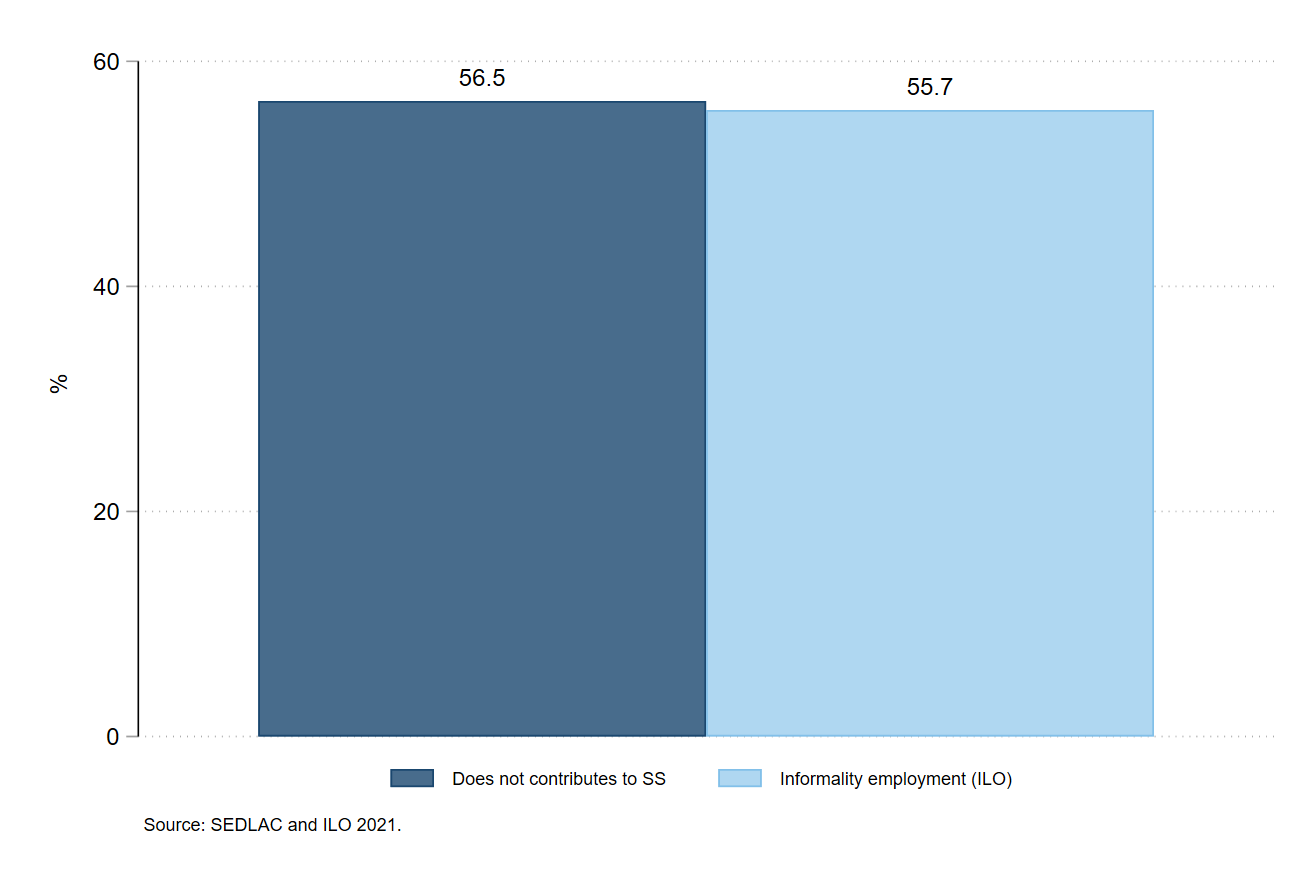 60
56.5
55.7
40
%
20
0
Does not contributes to SS
Informality employment (ILO)
Source: SEDLAC and ILO 2021.